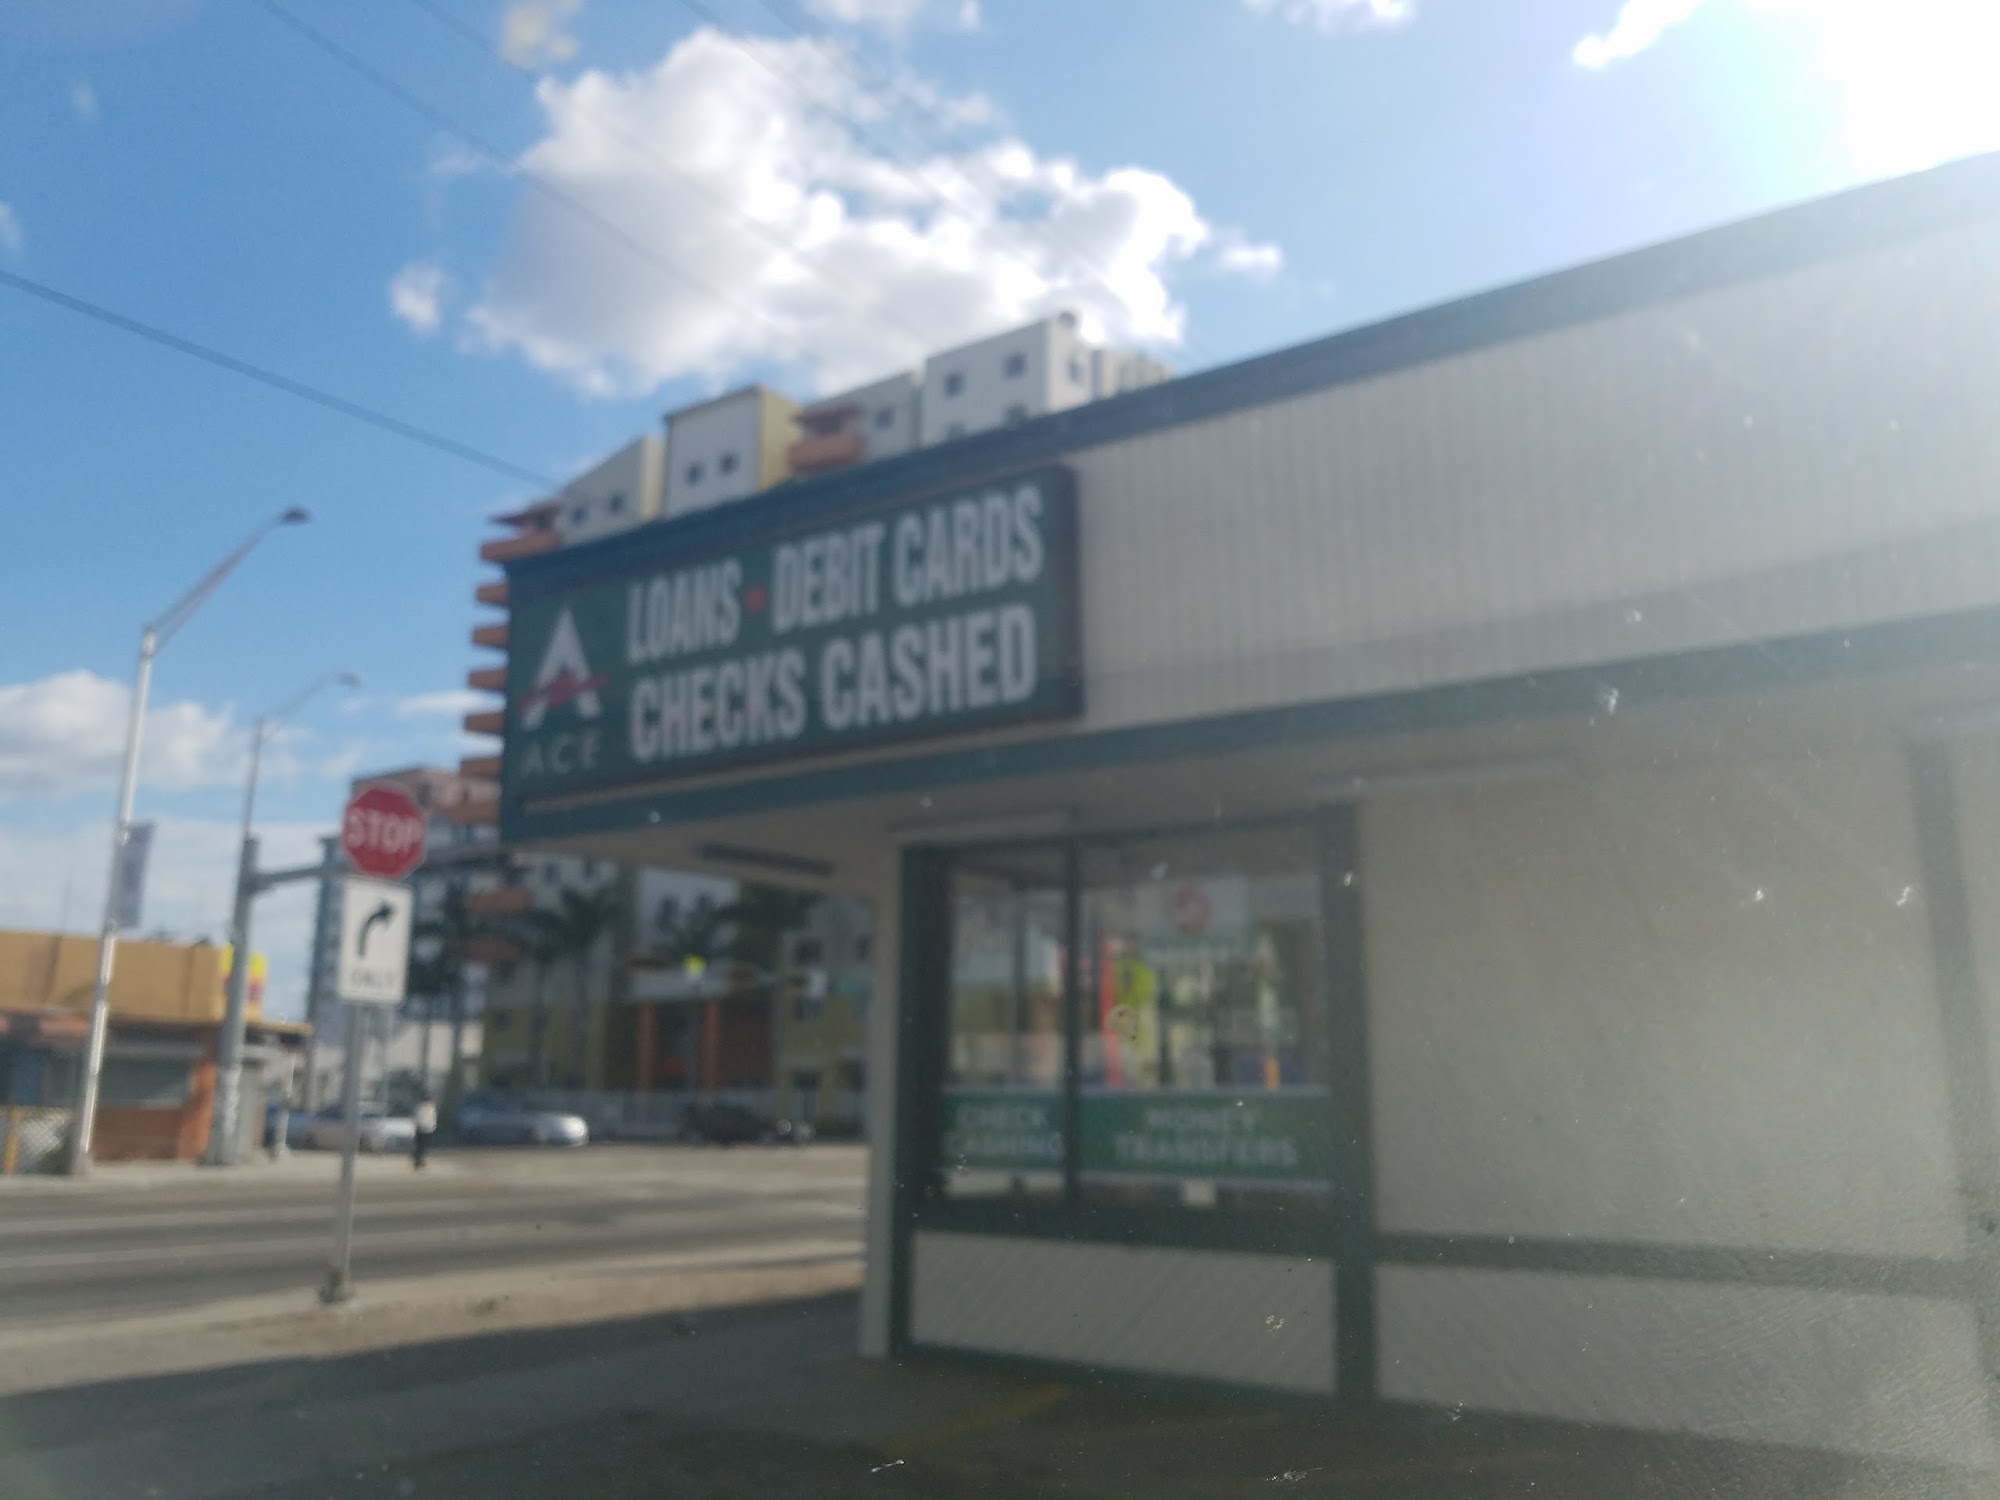 LOANS • DEBIT CARDS
CHECKS CASHED
ACE
STOP
ONLY
CHECK
CASHING
MONEY
TRANSFERS